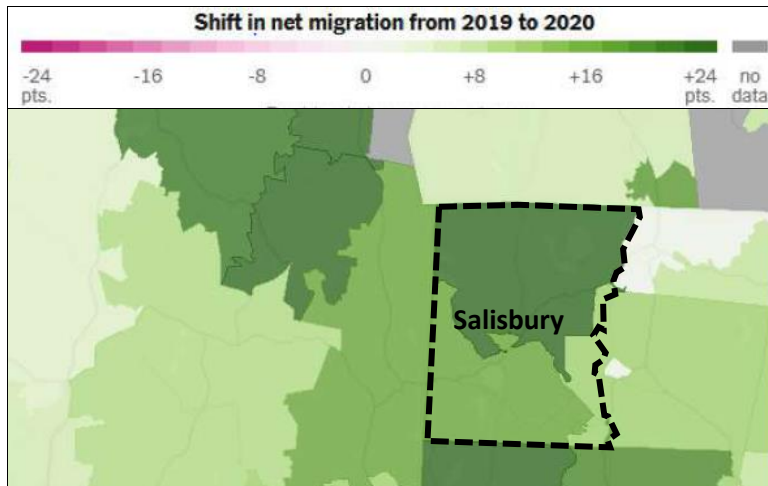 Shift in net migration from 2019 to 2020
-24 -16 -8 0 +8 +16 +24 no
pts. pts. data
Salisbury